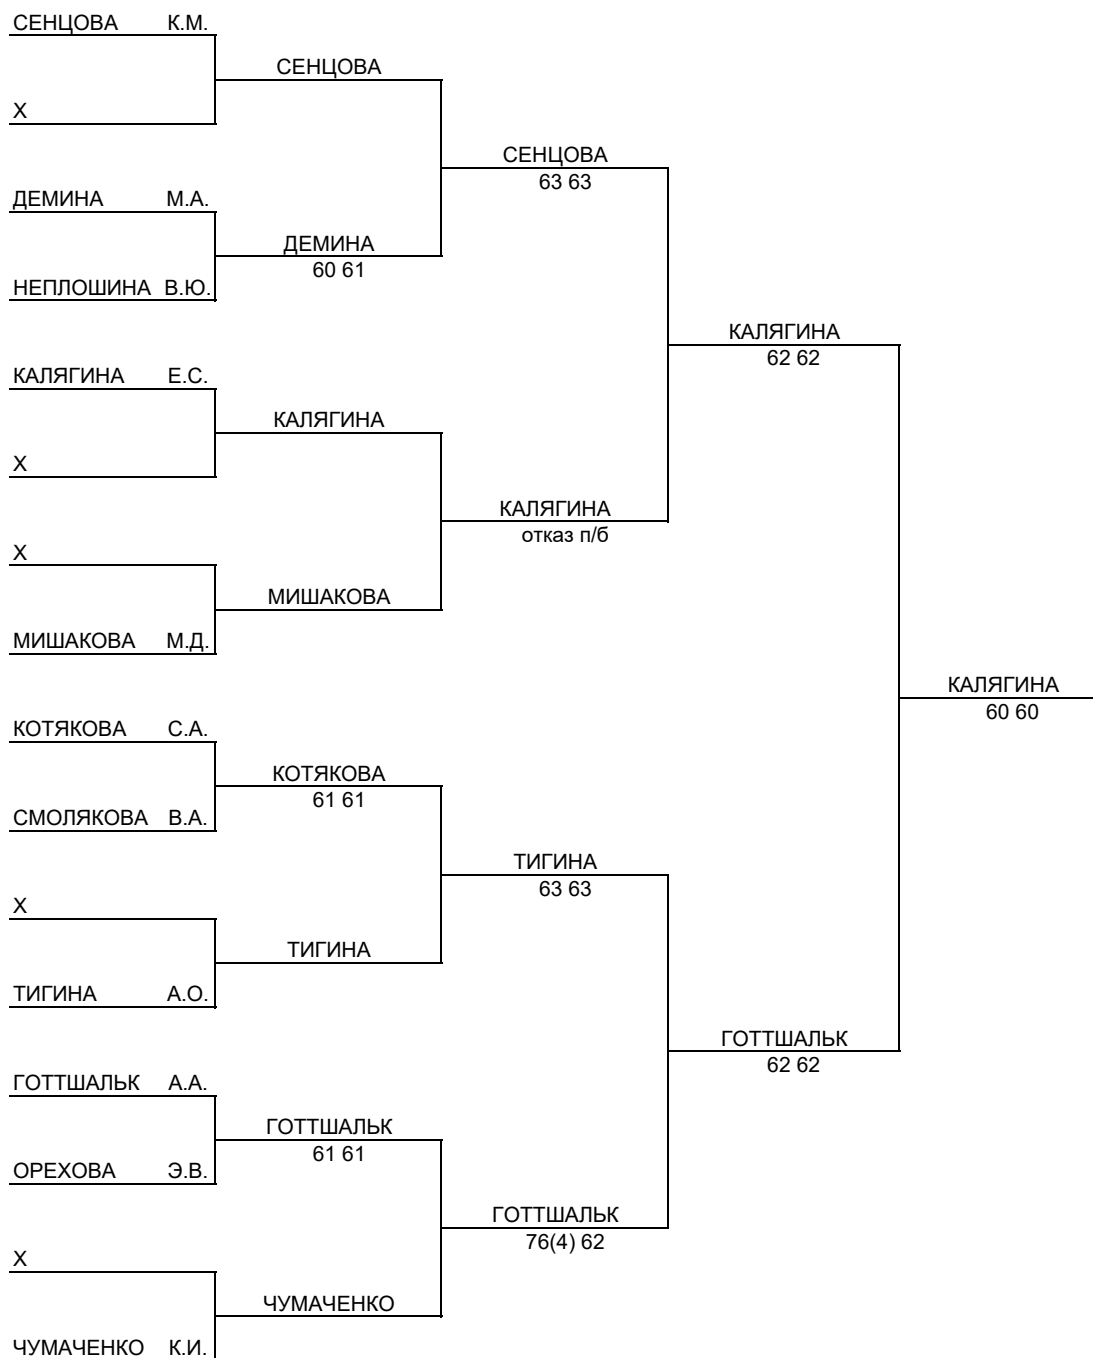 СЕНЦОВА К.М.
СЕНЦОВА
Х
СЕНЦОВА
63 63
ДЕМИНА М.А.
ДЕМИНА
60 61
НЕПЛОШИНА В.Ю.
КАЛЯГИНА
62 62
КАЛЯГИНА Е.С.
КАЛЯГИНА
Х
КАЛЯГИНА
отказ п/б
Х
МИШАКОВА
МИШАКОВА М.Д.
КАЛЯГИНА
60 60
КОТЯКОВА С.А.
КОТЯКОВА
61 61
СМОЛЯКОВА В.А.
ТИГИНА
63 63
Х
ТИГИНА
ТИГИНА А.О.
ГОТТШАЛЬК
62 62
ГОТТШАЛЬК А.А.
ГОТТШАЛЬК
61 61
ОРЕХОВА Э.В.
ГОТТШАЛЬК
76(4) 62
Х
ЧУМАЧЕНКО
ЧУМАЧЕНКО К.И.